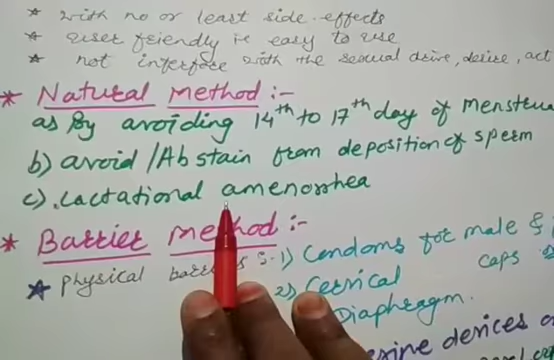 * with no or least side effects
* user friendly ie easy to use
* not interface with the sexual drive, desire, act
* Natural Method :-
a) By avoiding 14th to 17th day of menstru
b) avoid / Abstain from deposition of sperm
c) Lactational amenorrhea
* Barrier Method :-
* Physical :- 1) Condoms for male &
caps
2) Cervical
Diaphragm.
devices